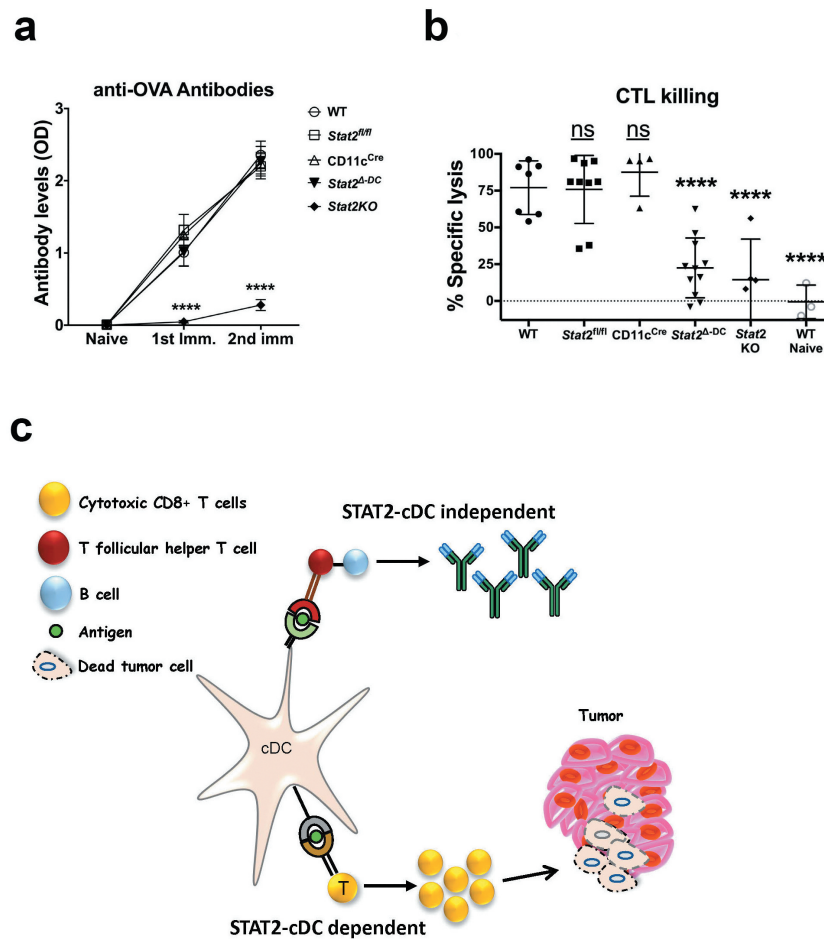 a
anti-OVA Antibodies
Antibody levels (OD)
3
2
1
0
Naive
1st Imm.
2nd imm
****
****
WT
Stat2fl/fl
CD11cCre
Stat2Δ-DC
Stat2KO
b
CTL killing
% Specific lysis
100
75
50
25
0
ns
ns
****
****
****
WT
Stat2fl/fl
CD11cCre
Stat2Δ-DC
Stat2
KO
WT
Naive
c
Cytotoxic CD8+ T cells
T follicular helper T cell
B cell
Antigen
Dead tumor cell
STAT2-cDC independent
cDC
T
STAT2-cDC dependent
Tumor